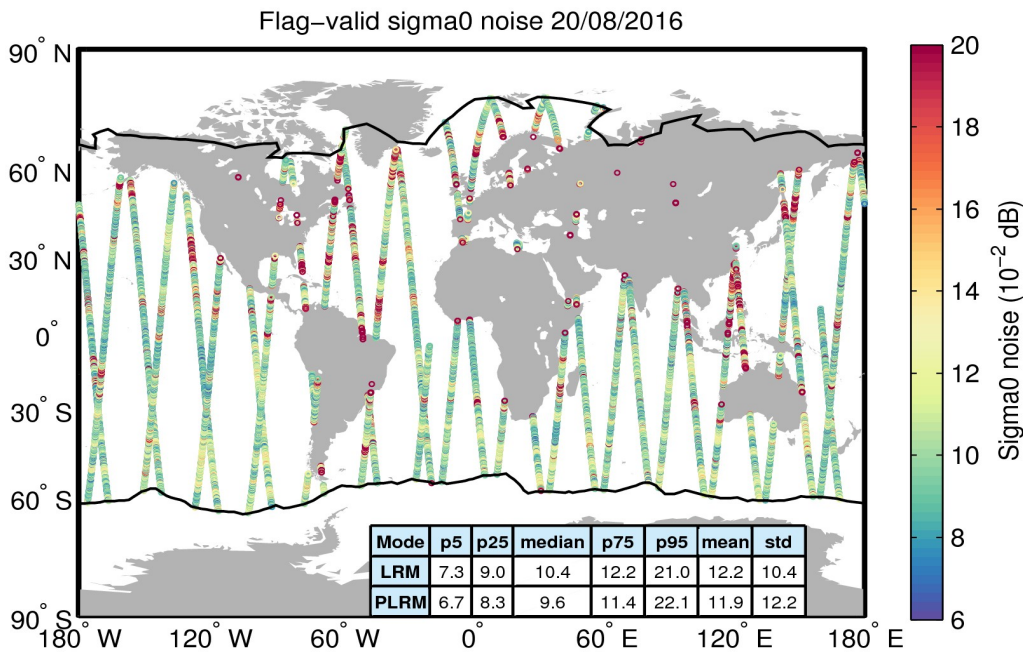 Flag−valid sigma0 noise 20/08/2016
90° N
60° N
30° N
0°
30° S
60° S
90° S
180° W
120° W
60° W
0°
60° E
120° E
180° E
Mode p5 p25 median p75 p95 mean std
LRM 7.3 9.0 10.4 12.2 21.0 12.2 10.4
PLRM 6.7 8.3 9.6 11.4 22.1 11.9 12.2
20
18
16
14
12
10
8
6
Sigma0 noise (10⁻² dB)